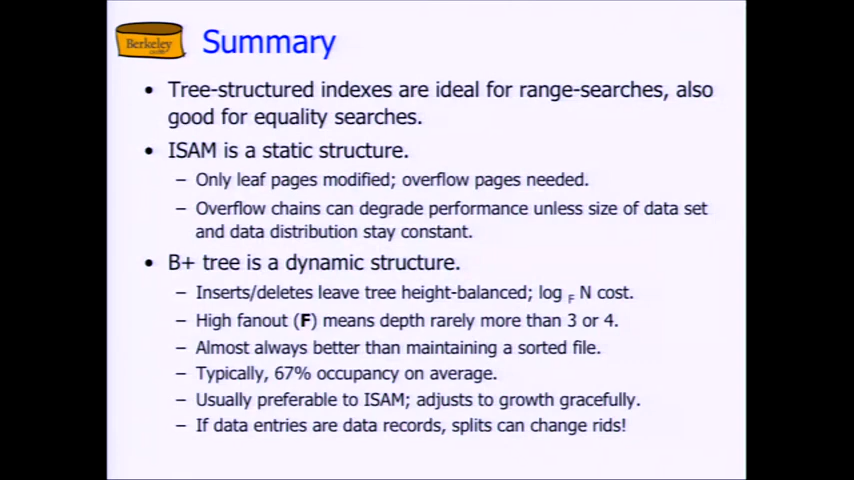 Berkeley
Summary
• Tree-structured indexes are ideal for range-searches, also
good for equality searches.
• ISAM is a static structure.
– Only leaf pages modified; overflow pages needed.
– Overflow chains can degrade performance unless size of data set
and data distribution stay constant.
• B+ tree is a dynamic structure.
– Inserts/deletes leave tree height-balanced; log F N cost.
– High fanout (F) means depth rarely more than 3 or 4.
– Almost always better than maintaining a sorted file.
– Typically, 67% occupancy on average.
– Usually preferable to ISAM; adjusts to growth gracefully.
– If data entries are data records, splits can change rids!